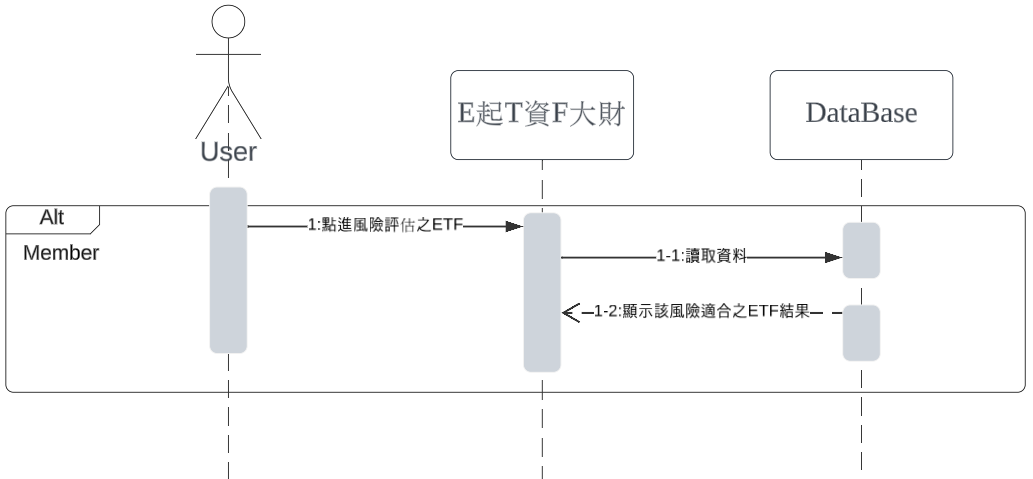 User
E起T資F大財
DataBase
Alt
Member
1:點進風險評估之ETF
1-1:讀取資料
1-2:顯示該風險適合之ETF結果